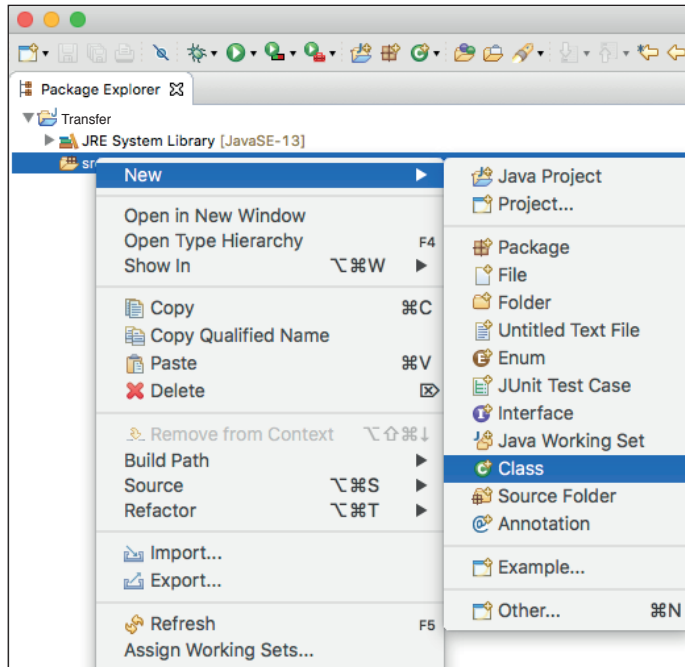 Package Explorer
Transfer
JRE System Library [JavaSE-13]
New
Open in New Window
Open Type Hierarchy F4
Show In ⌥⌘W
Copy ⌘C
Copy Qualified Name
Paste ⌘V
Delete ⌦
Remove from Context ⌥⇧⌘↓
Build Path
Source ⌥⌘S
Refactor ⌥⌘T
Import...
Export...
Refresh F5
Assign Working Sets...
Java Project
Project...
Package
File
Folder
Untitled Text File
Enum
JUnit Test Case
Interface
Java Working Set
Class
Source Folder
Annotation
Example...
Other... ⌘N